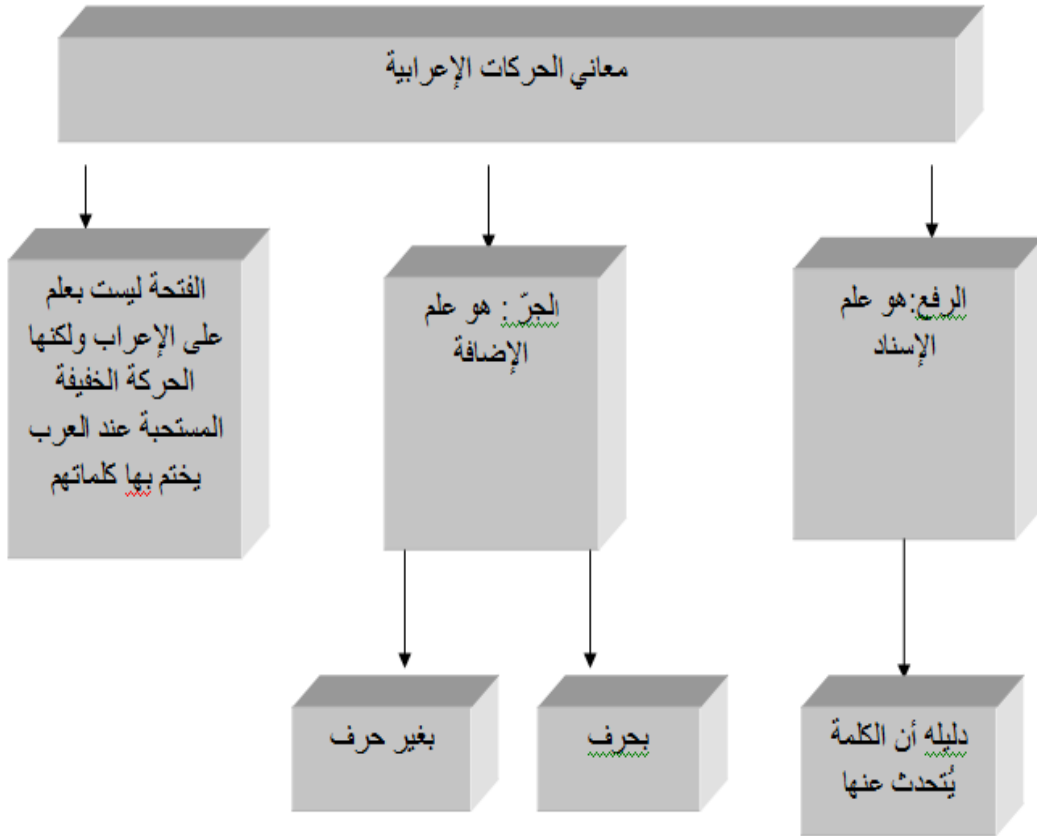 معاني الحركات الإعرابية
الرفع:هو علم
الإسناد
الجرّ : هو علم
الإضافة
الفتحة ليست بعلم
على الإعراب ولكنها
الحركة الخفيفة
المستحبة عند العرب
يختم بها كلماتهم
دليله أن الكلمة
يُتحدث عنها
بحرف
بغير حرف